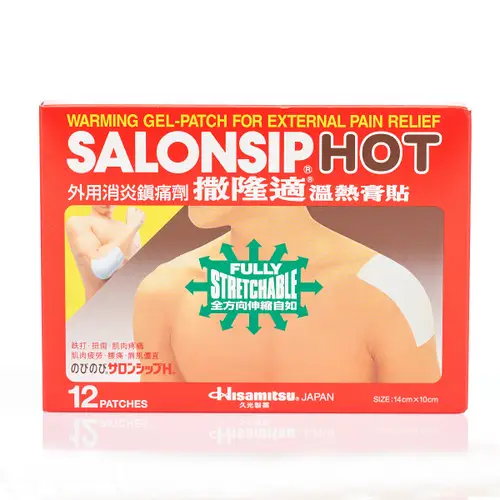 WARMING GEL-PATCH FOR EXTERNAL PAIN RELIEF
SALONSIP® HOT
外用消炎鎮痛劑 撒隆適® 溫熱膏貼
FULLY
STRETCHABLE
全方向伸縮自如
跌打·扭傷·肌肉疼痛
肌肉疲勞·腰痛·肩膊僵直
のびのび®サロンシップH®
12 PATCHES
Hisamitsu® JAPAN
久光製藥
SIZE: 14cm×10cm